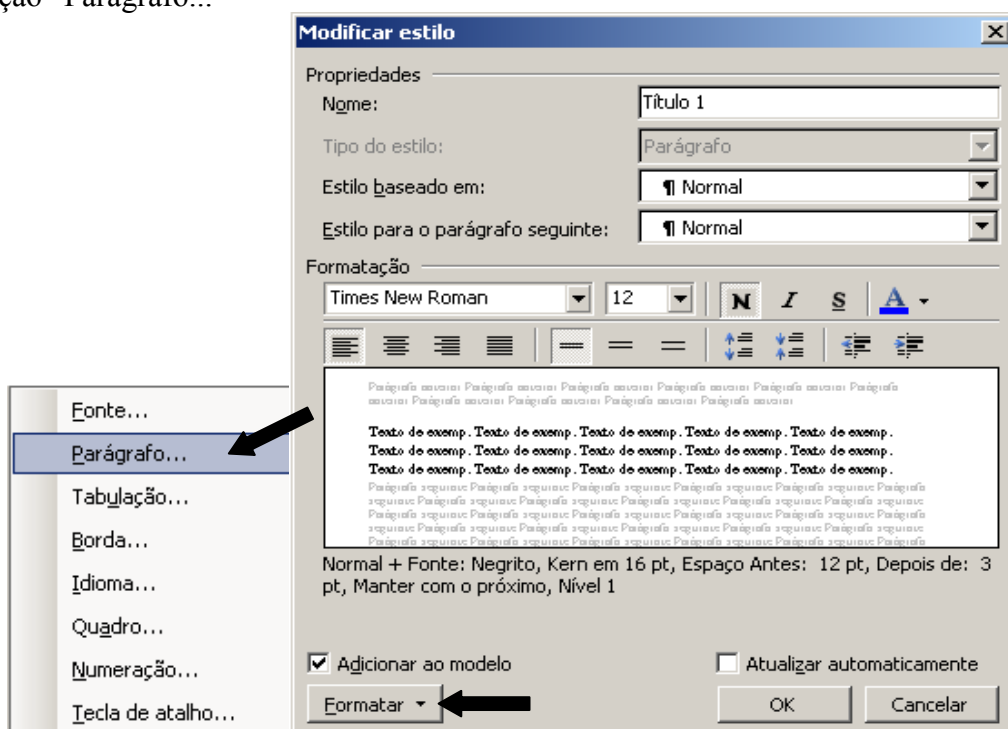 ção "Parágrafo...
Modificar estilo
Propriedades
Nome:
Título 1
Tipo do estilo:
Parágrafo
Estilo baseado em:
¶ Normal
Estilo para o parágrafo seguinte:
¶ Normal
Formatação
Times New Roman
12
N I S A
Texto de exemp. Texto de exemp. Texto de exemp. Texto de exemp. Texto de exemp.
Texto de exemp. Texto de exemp. Texto de exemp. Texto de exemp. Texto de exemp.
Texto de exemp. Texto de exemp. Texto de exemp. Texto de exemp. Texto de exemp.
Normal + Fonte: Negrito, Kern em 16 pt, Espaço Antes: 12 pt, Depois de: 3
pt, Manter com o próximo, Nível 1
Adicionar ao modelo
Atualizar automaticamente
Formatar
OK
Cancelar
Fonte...
Parágrafo...
Tabulação...
Borda...
Idioma...
Quadro...
Numeração...
Tecla de atalho...